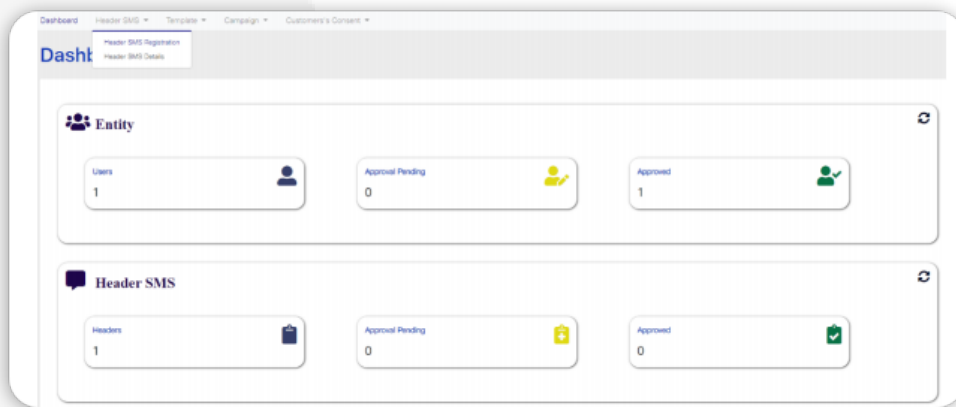 Dashboard Header SMS Template Campaign Customers's Consent
Header SMS Registration
Header SMS Details
Dashb
Entity
Users
1
Approval Pending
0
Approved
1
Header SMS
Headers
1
Approval Pending
0
Approved
0